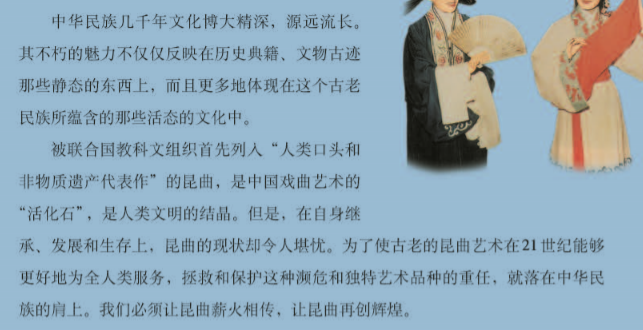 中华民族几千年文化博大精深，源远流长。
其不朽的魅力不仅仅反映在历史典籍、文物古迹
那些静态的东西上，而且更多地体现在这个古老
民族所蕴含的那些活态的文化中。
被联合国教科文组织首先列入“人类口头和
非物质遗产代表作”的昆曲，是中国戏曲艺术的
“活化石”，是人类文明的结晶。但是，在自身继
承、发展和生存上，昆曲的现状却令人堪忧。为了使古老的昆曲艺术在21世纪能够
更好地为全人类服务，拯救和保护这种濒危和独特艺术品种的重任，就落在中华民
族的肩上。我们必须让昆曲薪火相传，让昆曲再创辉煌。